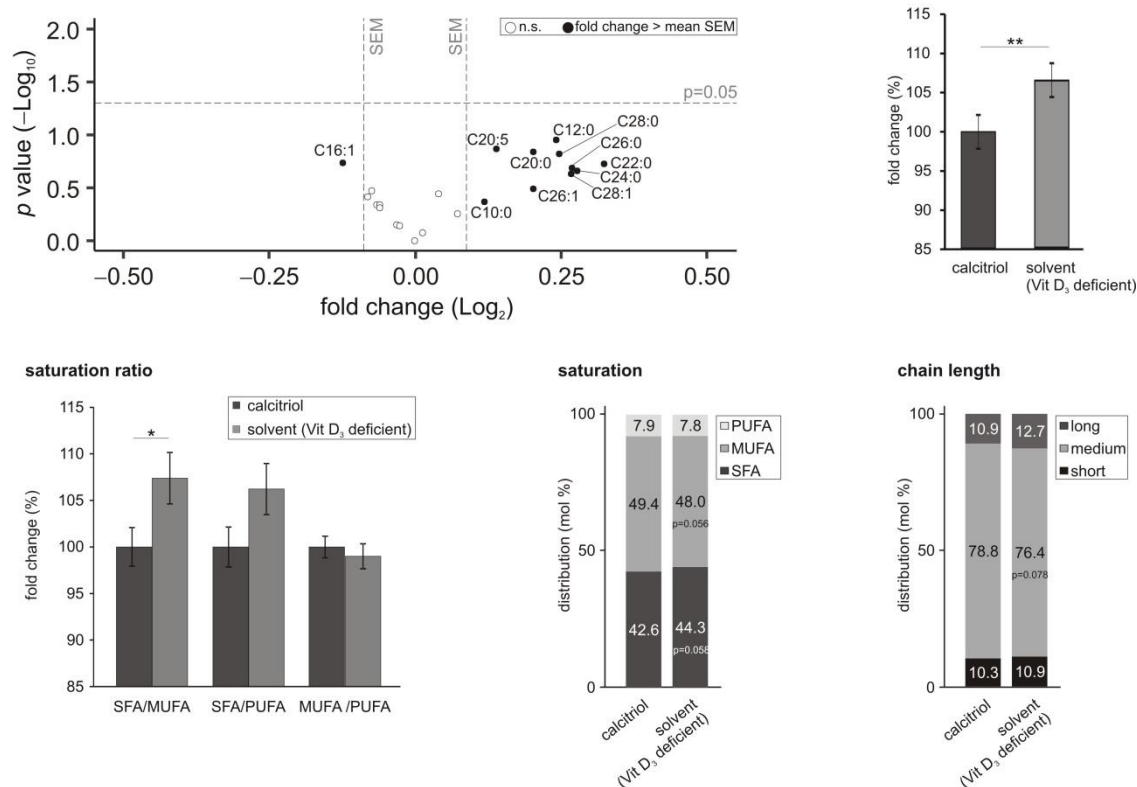 n.s. fold change > mean SEM
SEM
SEM
p=0.05
C16:1
C20:5
C12:0
C28:0
C26:0
C20:0
C22:0
C24:0
C28:1
C26:1
C10:0
2.0
1.5
1.0
0.5
0.0
p value (−Log10)
−0.50 −0.25 0.00 0.25 0.50
fold change (Log2)
**
115
110
105
100
95
90
85
fold change (%)
calcitriol
solvent
(Vit D3 deficient)
saturation ratio
calcitriol
solvent (Vit D3 deficient)
*
115
110
105
100
95
90
85
fold change (%)
SFA/MUFA SFA/PUFA MUFA /PUFA
saturation
PUFA
MUFA
SFA
100
50
0
distribution (mol %)
7.9 7.8
49.4 48.0
p=0.056
42.6 44.3
p=0.058
calcitriol
solvent
(Vit D3 deficient)
chain length
long
medium
short
100
50
0
distribution (mol %)
10.9 12.7
78.8 76.4
p=0.078
10.3 10.9
calcitriol
solvent
(Vit D3 deficient)